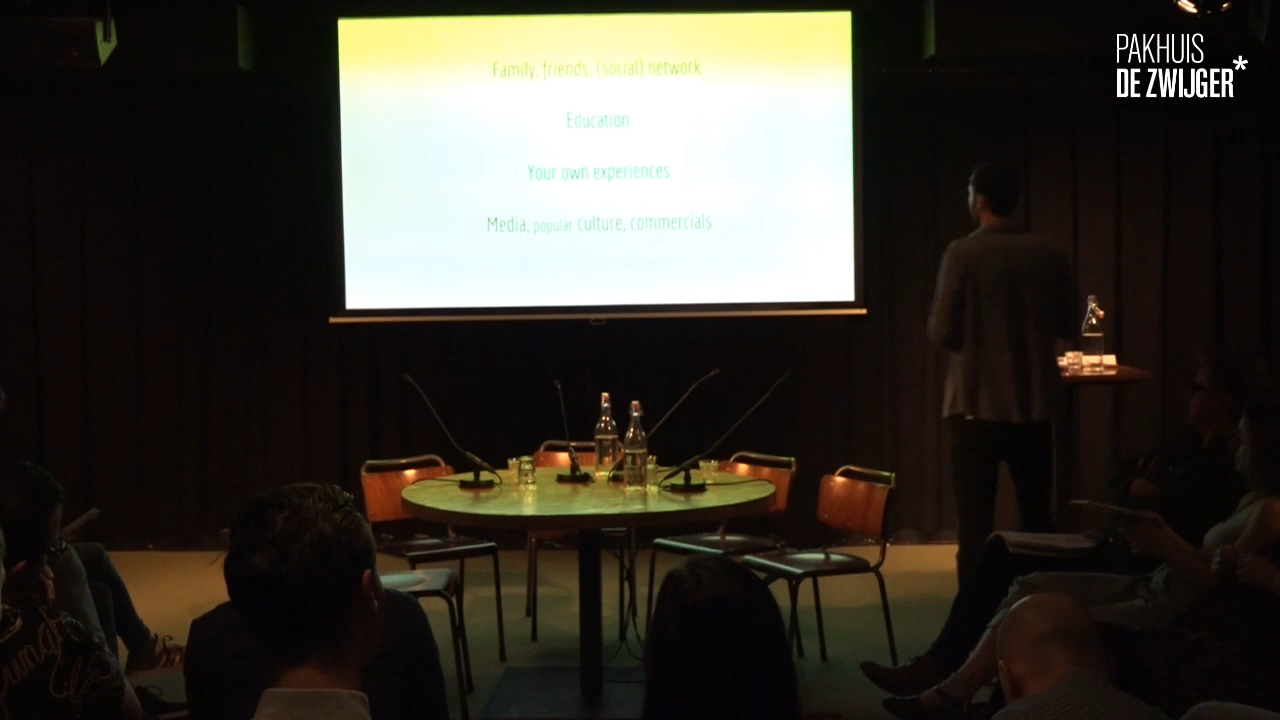 Family, friends, (social) network
Education
Your own experiences
Media, popular culture, commercials
PAKHUIS
DE ZWIJGER*